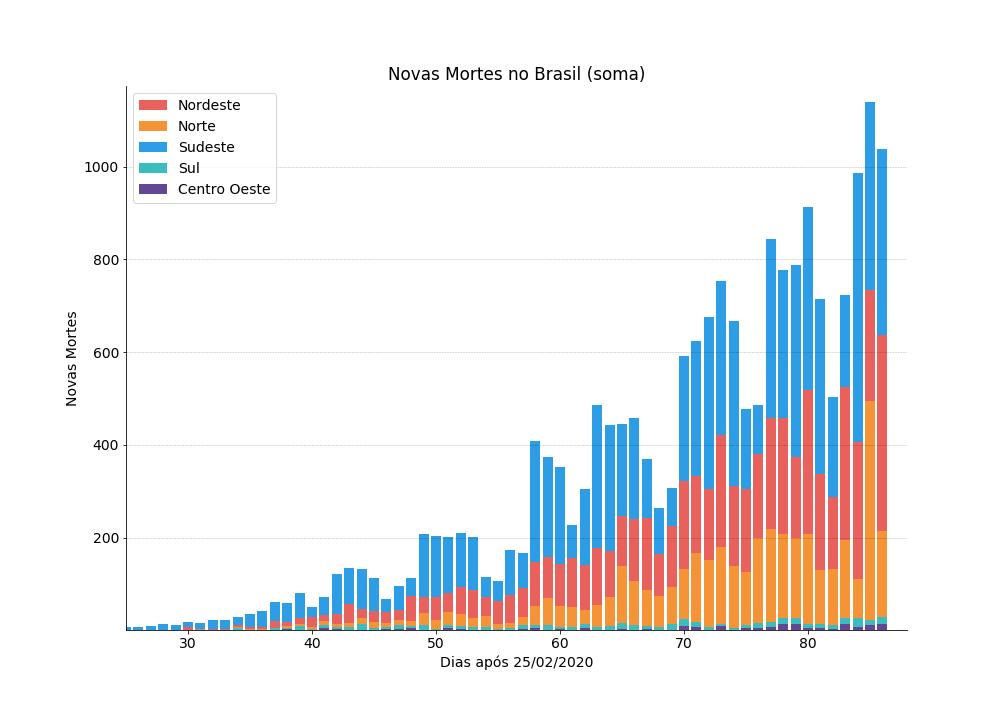 Novas Mortes no Brasil (soma)
Nordeste
Norte
Sudeste
Sul
Centro Oeste
1000
800
600
400
200
Novas Mortes
30 40 50 60 70 80
Dias após 25/02/2020